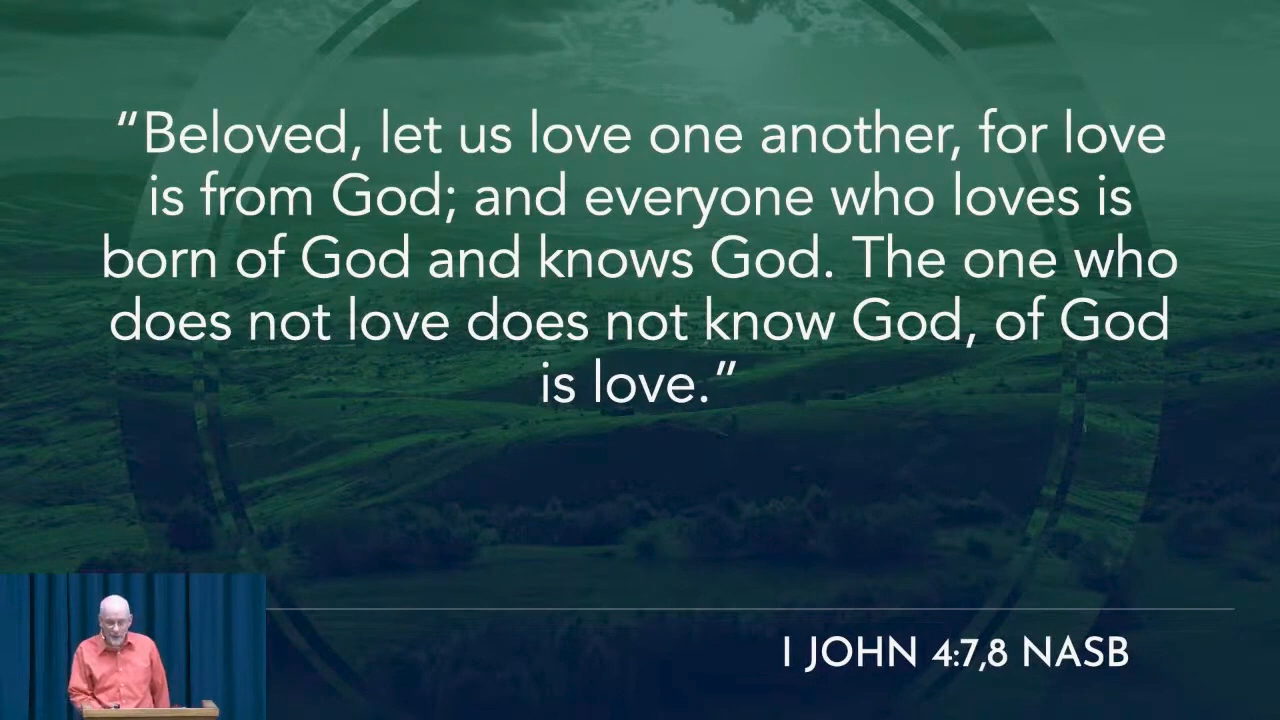 “Beloved, let us love one another, for love
is from God; and everyone who loves is
born of God and knows God. The one who
does not love does not know God, of God
is love.”
I JOHN 4:7,8 NASB